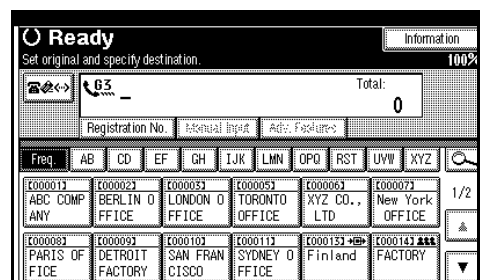 Ready
Information
Set original and specify destination.
100%
G3
Total:
0
Registration No.
Manual Input
Adv. Features
Freq.
AB
CD
EF
GH
IJK
LMN
OPQ
RST
UVW
XYZ
[00001]
ABC COMP
ANY
[00002]
BERLIN O
FFICE
[00003]
LONDON O
FFICE
[00005]
TORONTO
OFFICE
[00006]
XYZ CO.,
LTD
[00007]
New York
OFFICE
1/2
[00008]
PARIS OF
FICE
[00009]
DETROIT
FACTORY
[00010]
SAN FRAN
CISCO
[00011]
SYDNEY O
FFICE
[00013]
Finland
[00014]
FACTORY